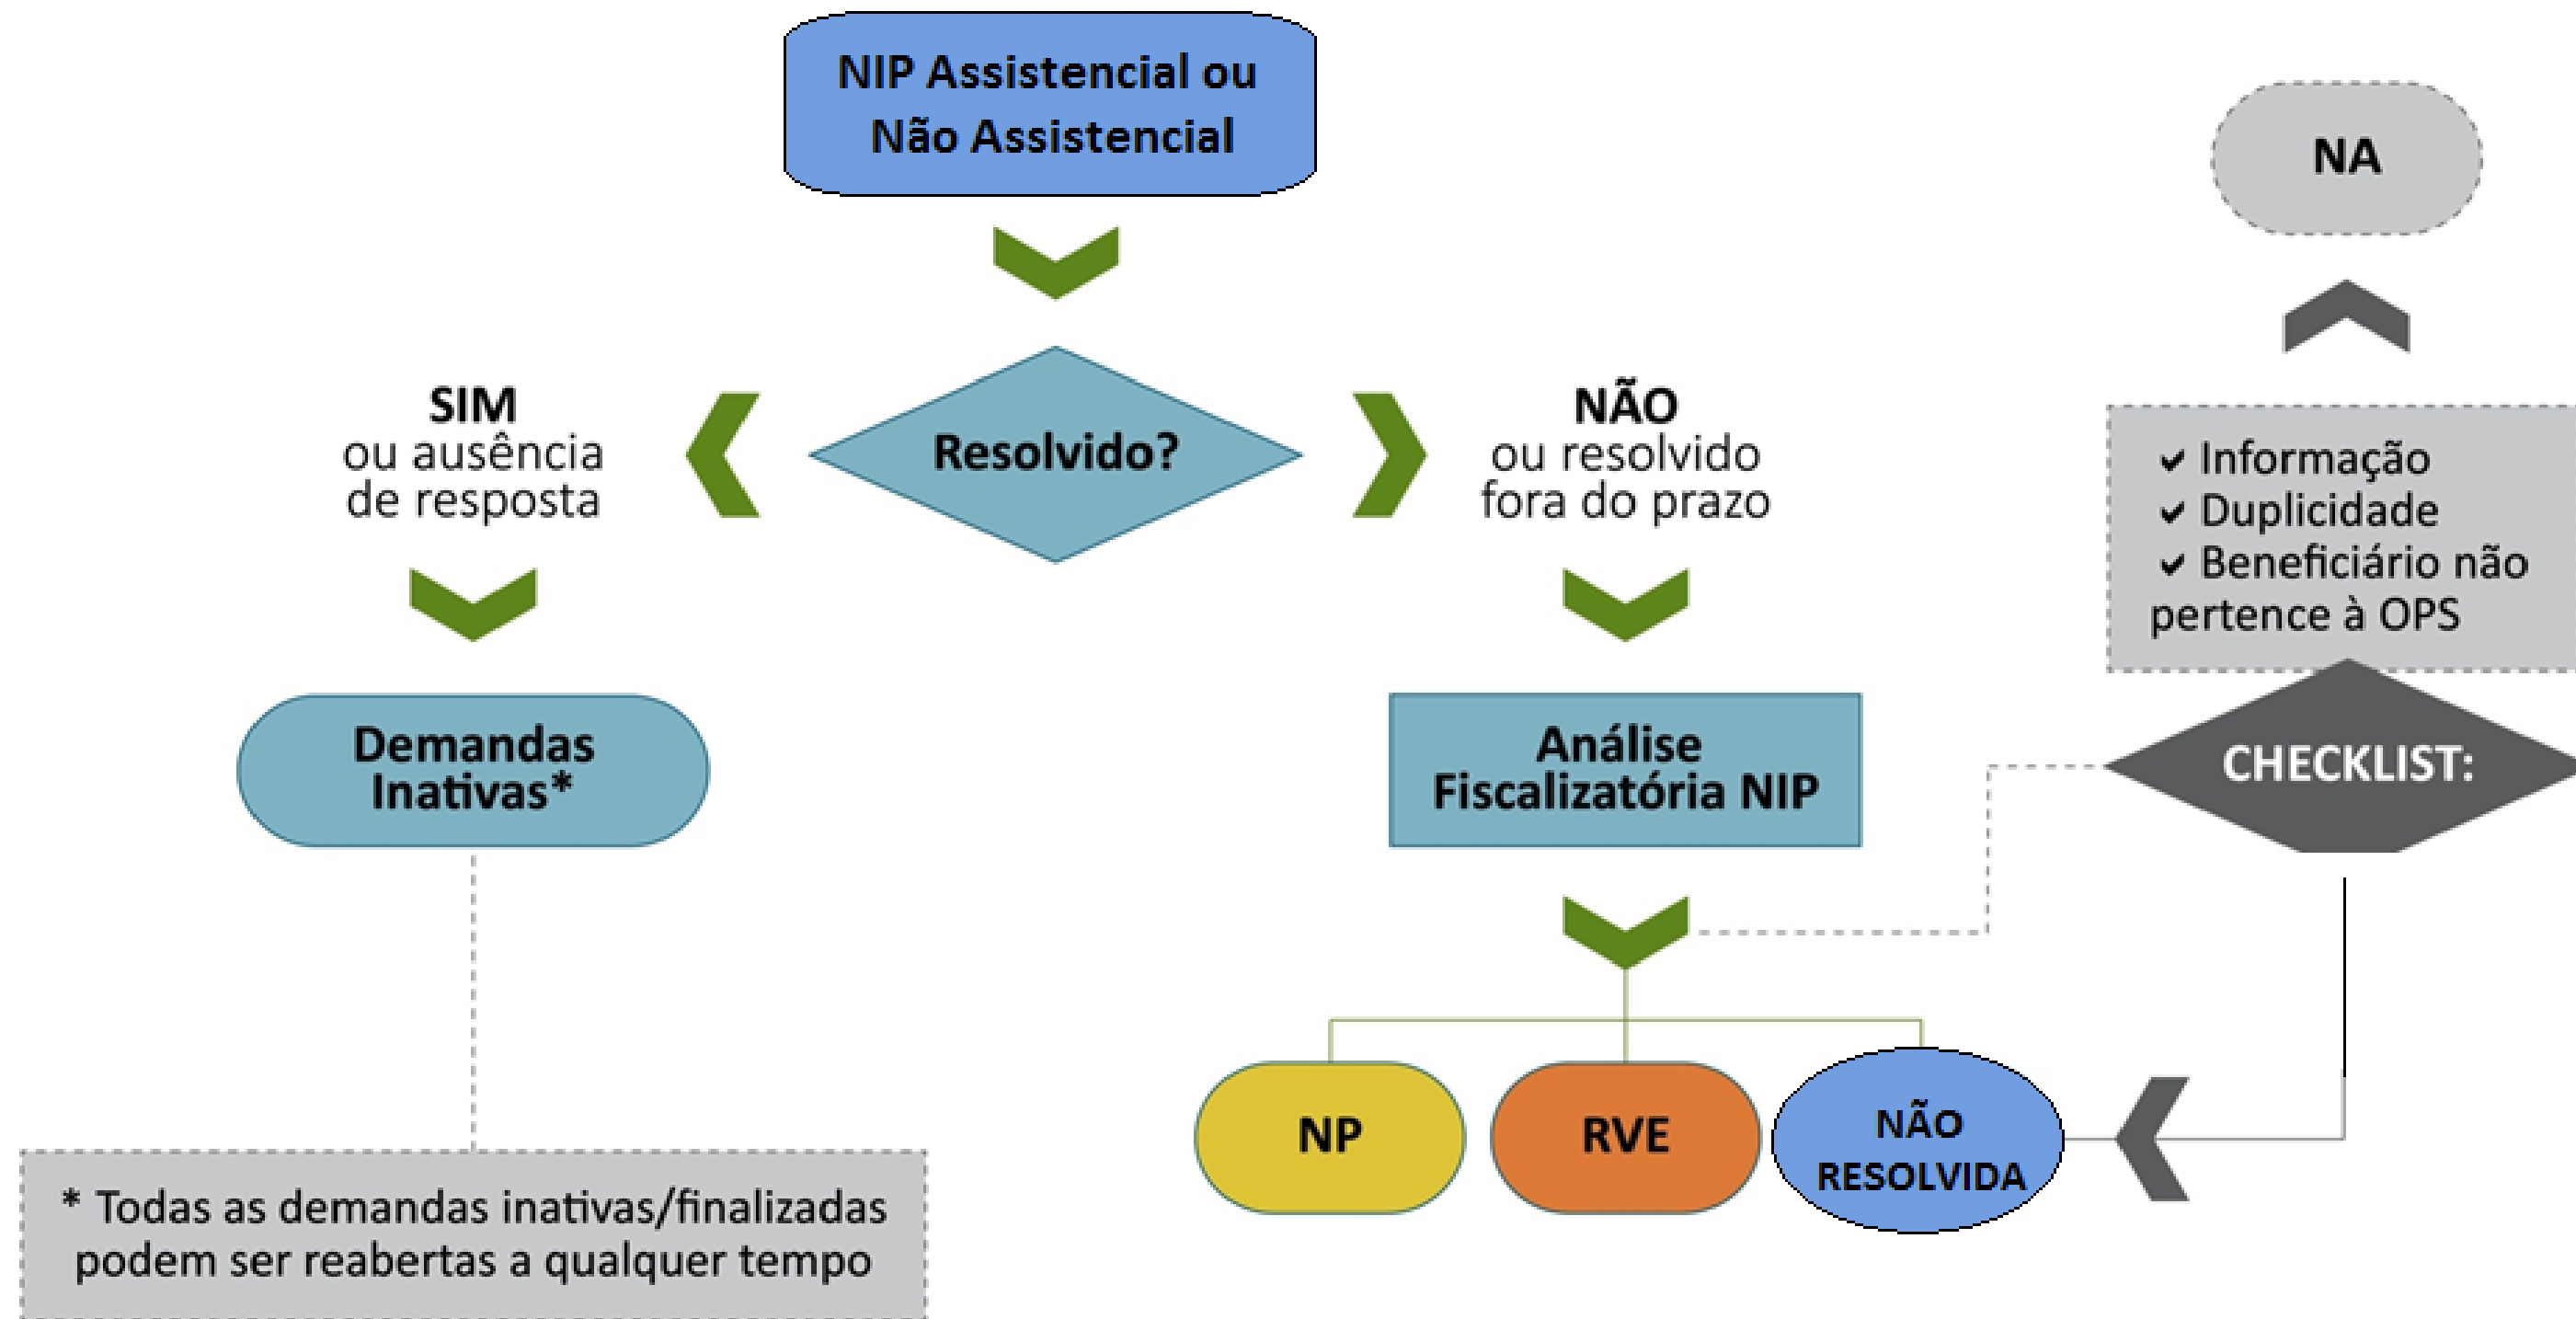 NIP Assistencial ou
Não Assistencial
NA
SIM
ou ausência
de resposta
Resolvido?
NÃO
ou resolvido
fora do prazo
✓ Informação
✓ Duplicidade
✓ Beneficiário não
pertence à OPS
Demandas
Inativas*
Análise
Fiscalizatória NIP
CHECKLIST:
NP
RVE
NÃO
RESOLVIDA
* Todas as demandas inativas/finalizadas
podem ser reabertas a qualquer tempo